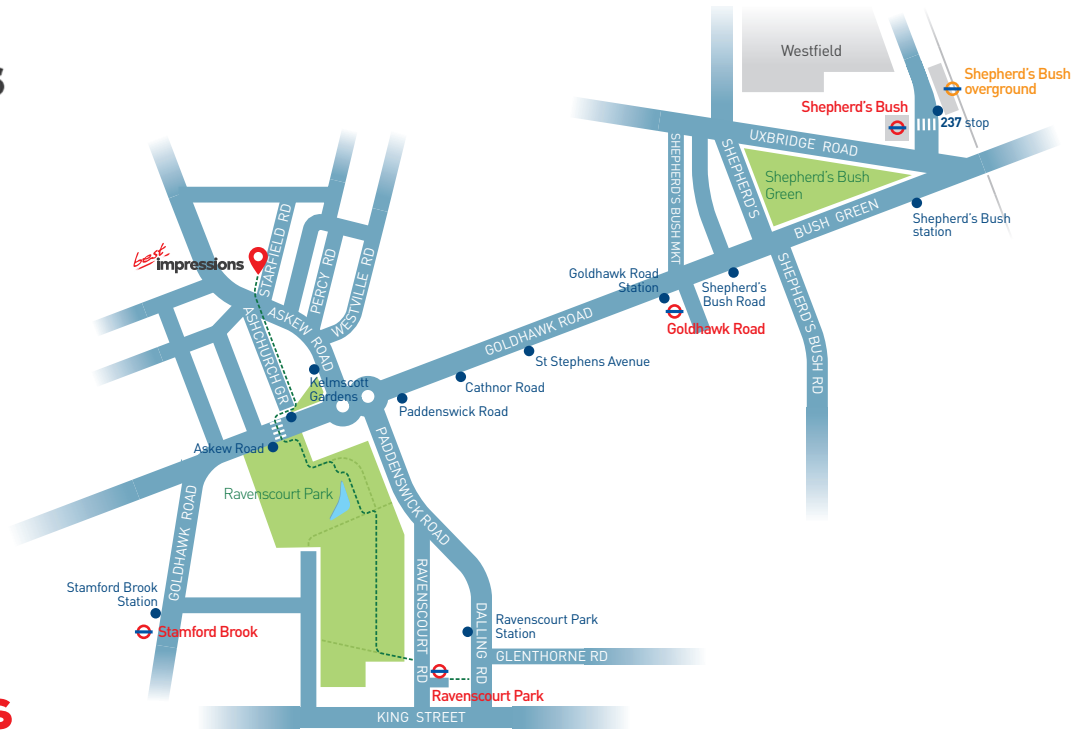 s
Westfield
Shepherd's Bush
overground
Shepherd's Bush
237 stop
UXBRIDGE ROAD
SHEPHERD'S BUSH MKT
SHEPHERD'S
Shepherd's Bush
Green
BUSH GREEN
Shepherd's Bush
station
STARFIELD RD
PERCY RD
WESTVILLE RD
best
impressions
Goldhawk Road
Station
Shepherd's
Bush Road
Goldhawk Road
SHEPHERD'S BUSH RD
ASHCHURCH GR
ASKEW ROAD
GOLDHAWK ROAD
St Stephens Avenue
Kelmscott
Gardens
Cathnor Road
Paddenswick Road
Askew Road
PADDENSWICK ROAD
Ravenscourt Park
GOLDHAWK ROAD
RAVENSCOURT RD
Stamford Brook
Station
Stamford Brook
DALLING RD
Ravenscourt Park
Station
GLENTHORNE RD
Ravenscourt Park
s
KING STREET